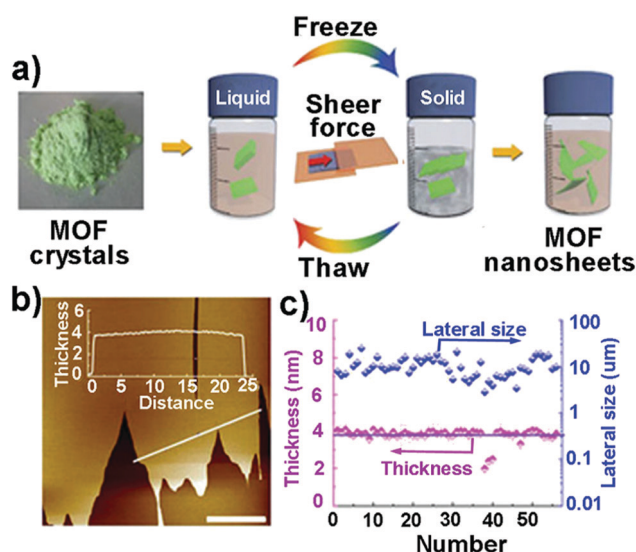 a)
Freeze
Liquid
Sheer
force
Solid
Thaw
MOF
crystals
MOF
nanosheets
b)
Thickness
6
4
2
0
0 5 10 15 20 25
Distance
c)
Thickness (nm)
10
8
6
4
2
0
Lateral size
Thickness
100
10
1
0.1
0.01
Lateral size (um)
0 10 20 30 40 50
Number